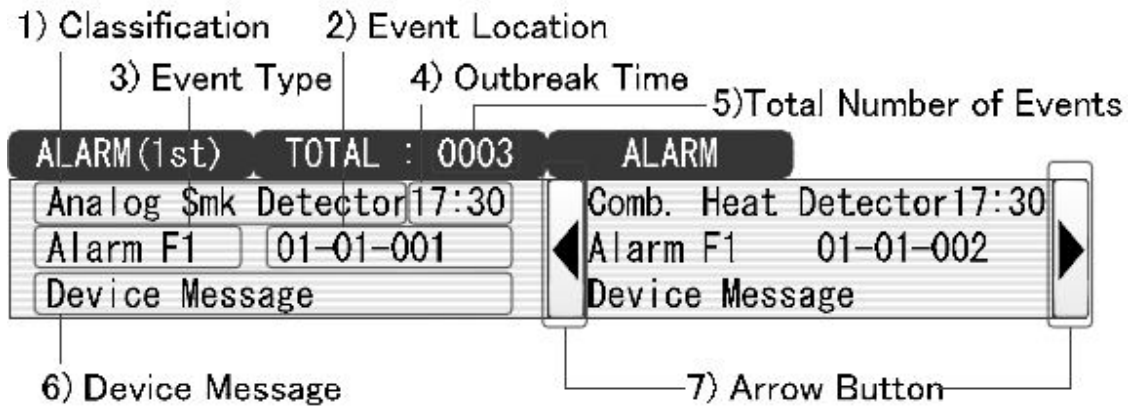 1) Classification 2) Event Location
3) Event Type 4) Outbreak Time
5)Total Number of Events
ALARM(1st) TOTAL : 0003 ALARM
Analog Smk Detector 17:30 Comb. Heat Detector17:30
Alarm F1 01-01-001 Alarm F1 01-01-002
Device Message Device Message
6) Device Message 7) Arrow Button